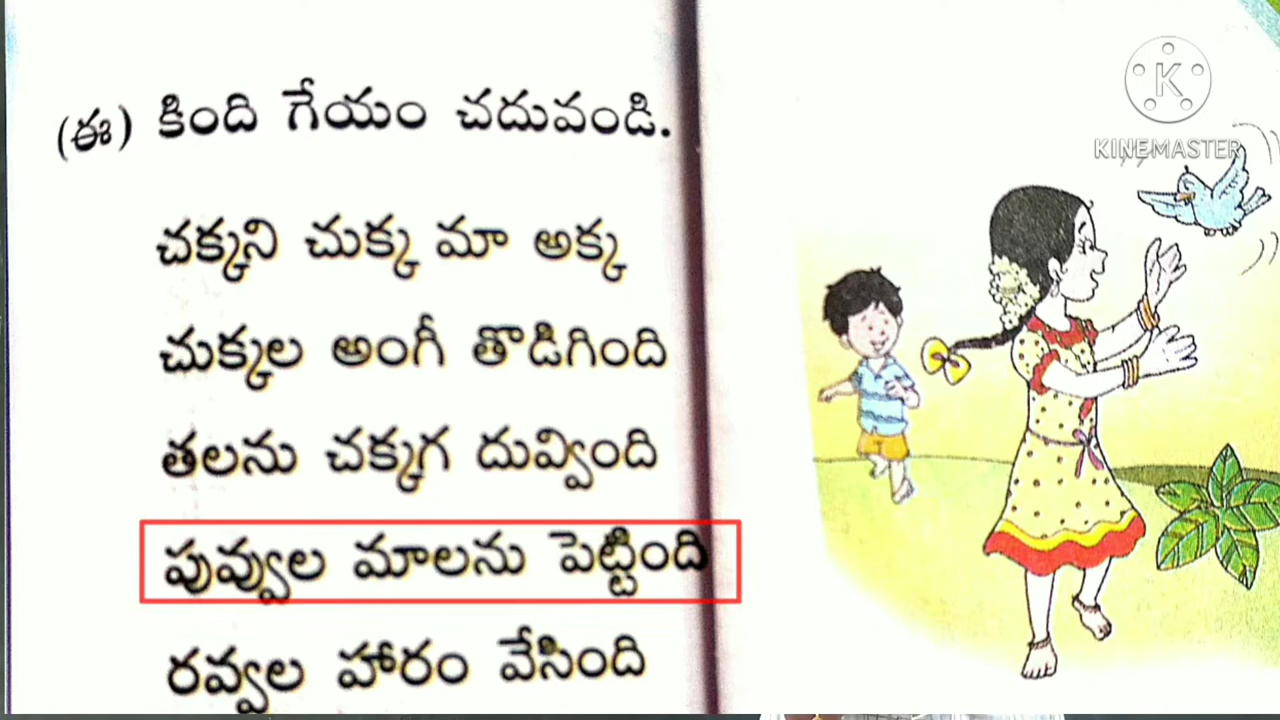 (ఈ) కింది గేయం చదువండి.
చక్కని చుక్క మా అక్క
చుక్కల అంగీ తొడిగింది
తలను చక్కగ దువ్వింది
పువ్వుల మాలను పెట్టింది
రవ్వల హారం వేసింది
K
KINEMASTER